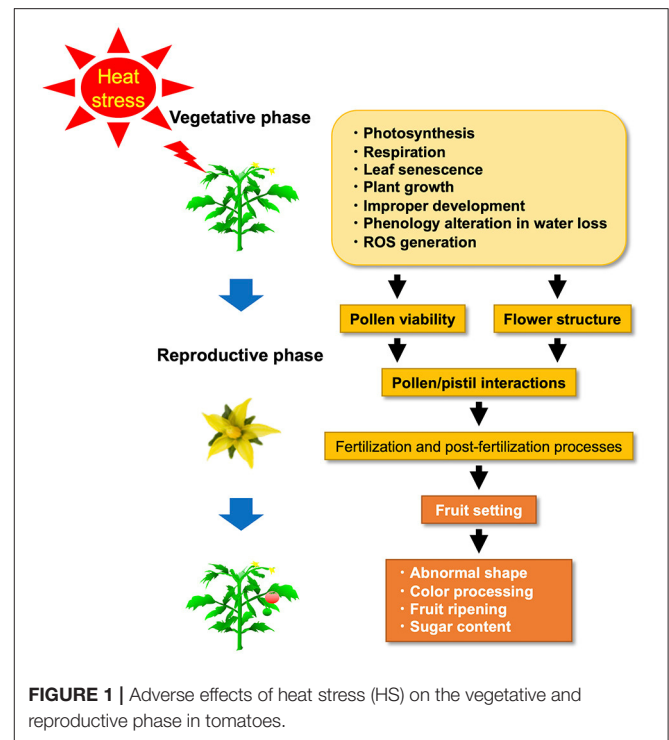 Heat
stress
Vegetative phase
・Photosynthesis
・Respiration
・Leaf senescence
・Plant growth
・Improper development
・Phenology alteration in water loss
・ROS generation
Pollen viability
Flower structure
Reproductive phase
Pollen/pistil interactions
Fertilization and post-fertilization processes
Fruit setting
・Abnormal shape
・Color processing
・Fruit ripening
・Sugar content
FIGURE 1 | Adverse effects of heat stress (HS) on the vegetative and
reproductive phase in tomatoes.